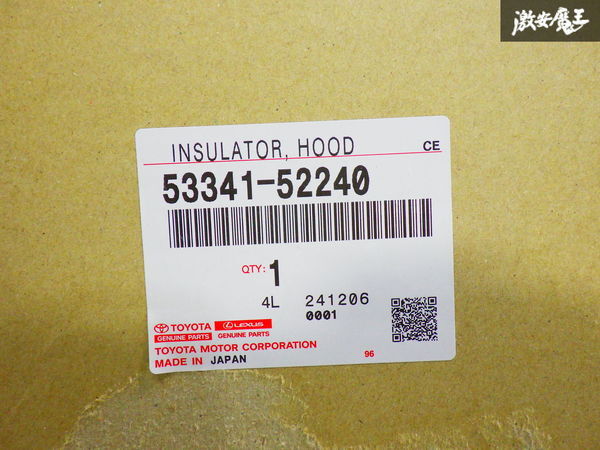 激安魔王
INSULATOR, HOOD CE
53341-52240
QTY: 1
4L 241206
0001
TOYOTA LEXUS
GENUINE PARTS GENUINE PARTS
TOYOTA MOTOR CORPORATION
MADE IN JAPAN 96